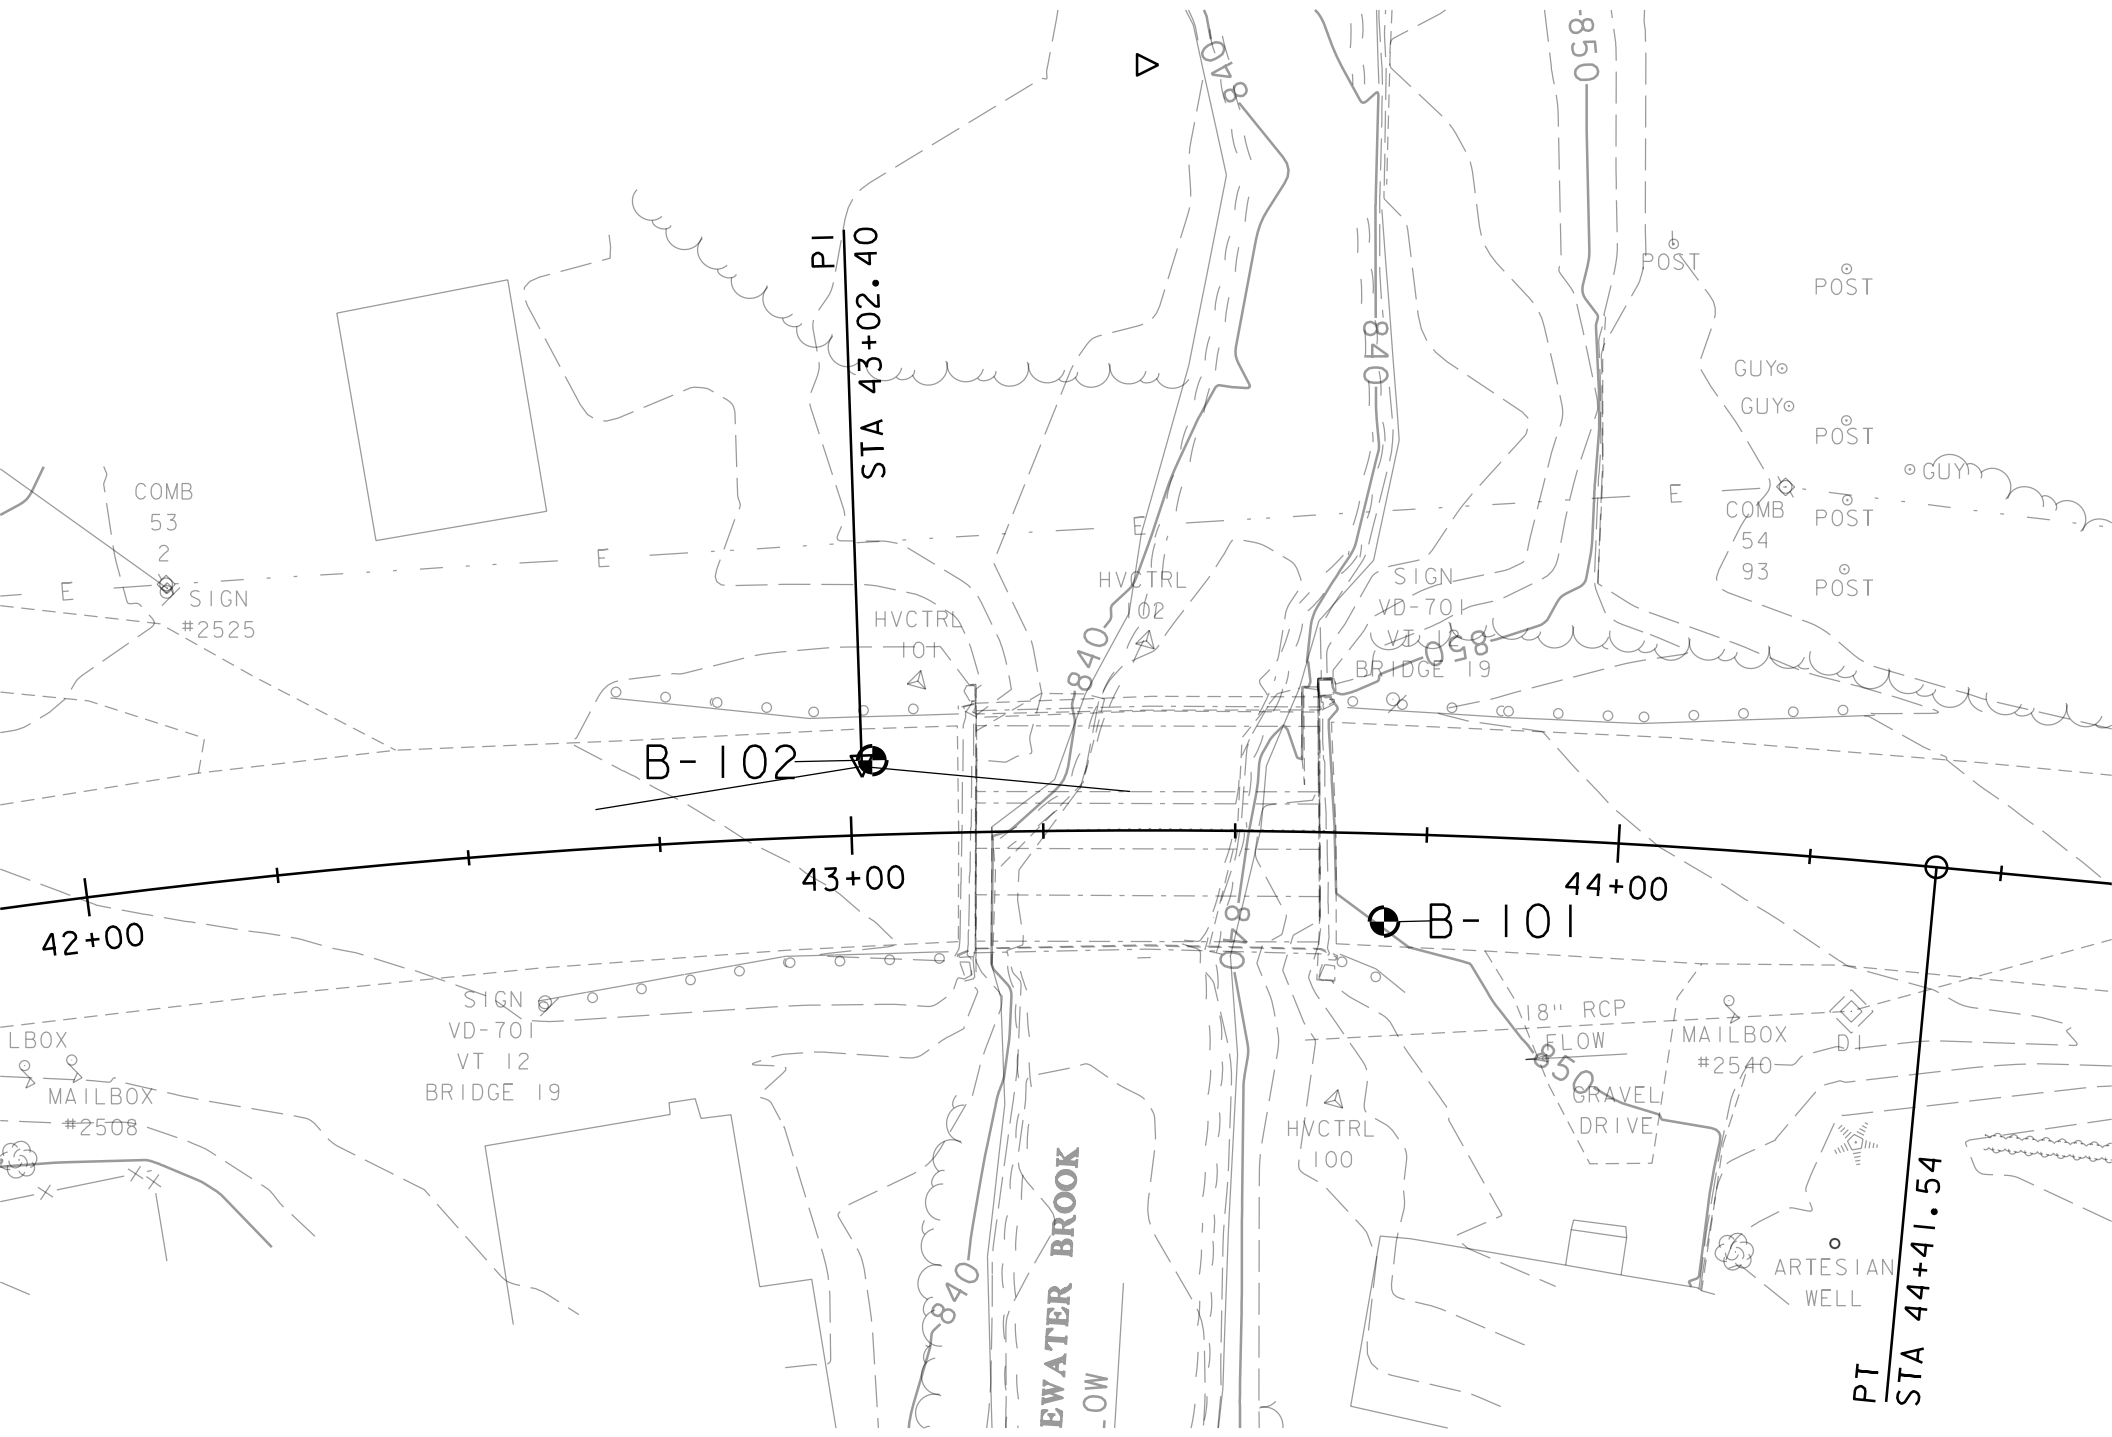 840
850
PI
STA 43+02.40
840
POST
POST
GUY
GUY
POST
GUY
COMB
53
2
E
E
E
E
COMB
54
93
POST
POST
SIGN
#2525
HVCTRL
101
HVCTRL
102
SIGN
VD-701
VT 12
BRIDGE 19
850
840
B-102
43+00
44+00
42+00
B-101
840
SIGN
VD-701
VT 12
BRIDGE 19
LBOX
MAILBOX
#2508
18" RCP
FLOW
850
GRAVEL
DRIVE
MAILBOX
#2540
DI
HVCTRL
100
840
EWATER BROOK
OW
ARTESIAN
WELL
PT
STA 44+41.54